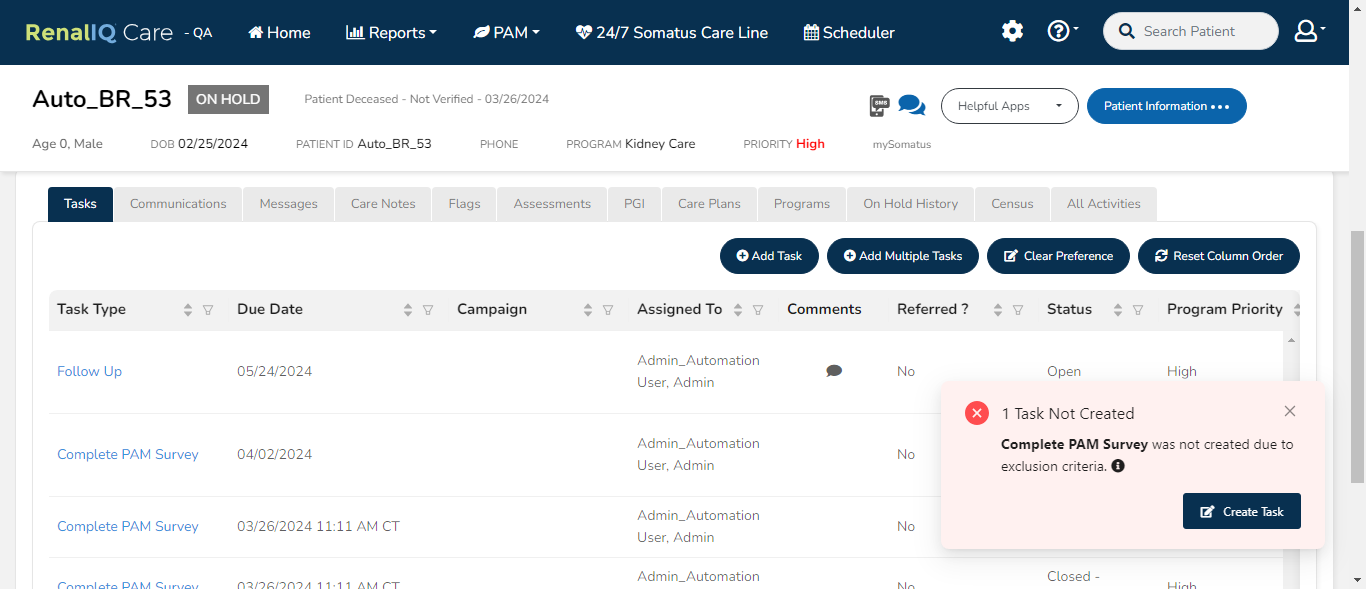 RenalIQ Care - QA Home Reports PAM 24/7 Somatus Care Line Scheduler Search Patient
Auto_BR_53 ON HOLD Patient Deceased - Not Verified - 03/26/2024 SMS Helpful Apps Patient Information
Age 0, Male DOB 02/25/2024 PATIENT ID Auto_BR_53 PHONE PROGRAM Kidney Care PRIORITY High mySomatus
Tasks Communications Messages Care Notes Flags Assessments PGI Care Plans Programs On Hold History Census All Activities
Add Task Add Multiple Tasks Clear Preference Reset Column Order
Task Type Due Date Campaign Assigned To Comments Referred ? Status Program Priority
Follow Up 05/24/2024 Admin_Automation User, Admin No Open High
Complete PAM Survey 04/02/2024 Admin_Automation User, Admin No
Complete PAM Survey 03/26/2024 11:11 AM CT Admin_Automation User, Admin No
Complete PAM Survey 03/26/2024 11:11 AM CT Admin_Automation No Closed - High
1 Task Not Created
Complete PAM Survey was not created due to
exclusion criteria.
Create Task